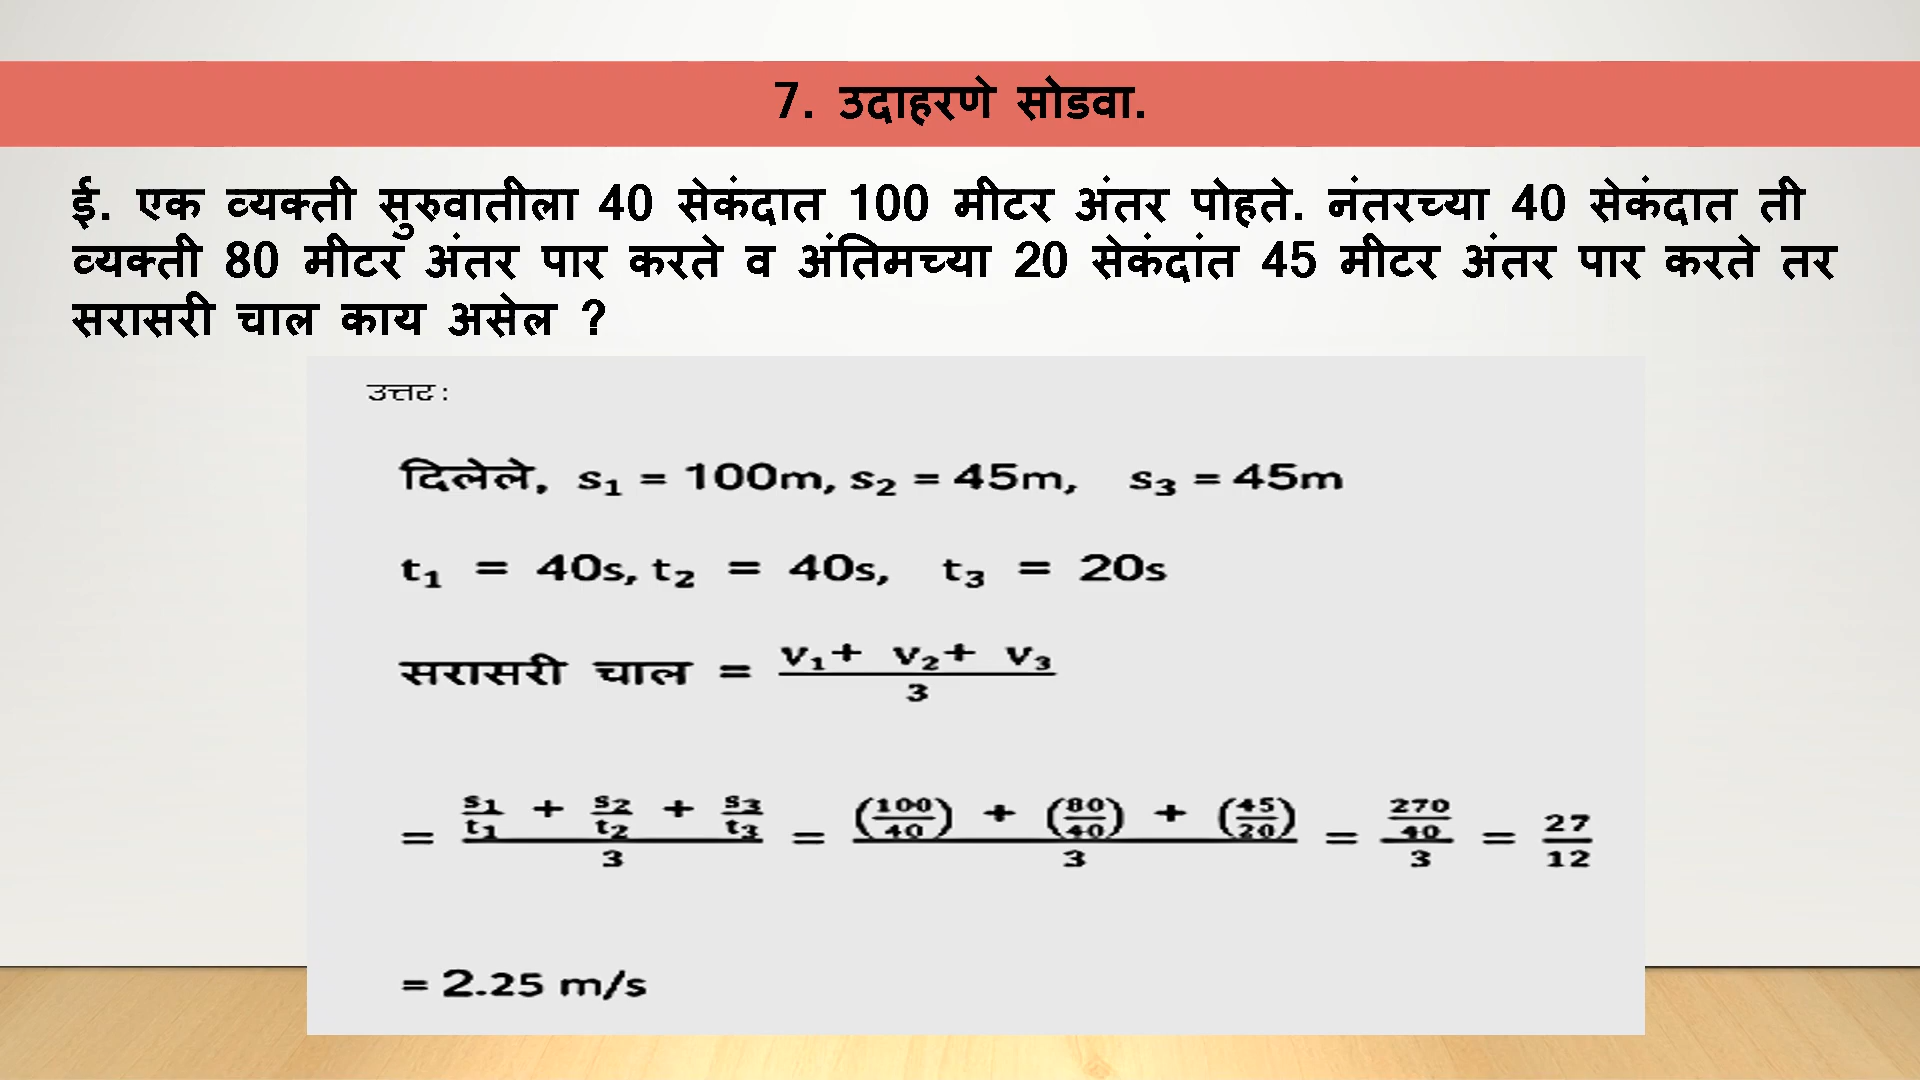 7. उदाहरणे सोडवा.
ई. एक व्यक्ती सुरुवातीला 40 सेकंदात 100 मीटर अंतर पोहते. नंतरच्या 40 सेकंदात ती
व्यक्ती 80 मीटर अंतर पार करते व अंतिमच्या 20 सेकंदांत 45 मीटर अंतर पार करते तर
सरासरी चाल काय असेल ?
उत्तर :
दिलेले, s₁ = 100m, s₂ = 45m, s₃ = 45m
t₁ = 40s, t₂ = 40s, t₃ = 20s
सरासरी चाल = (v₁ + v₂ + v₃)/3
= (s₁/t₁ + s₂/t₂ + s₃/t₃)/3 = ((100/40) + (80/40) + (45/20))/3 = (270/40)/3 = 27/12
= 2.25 m/s